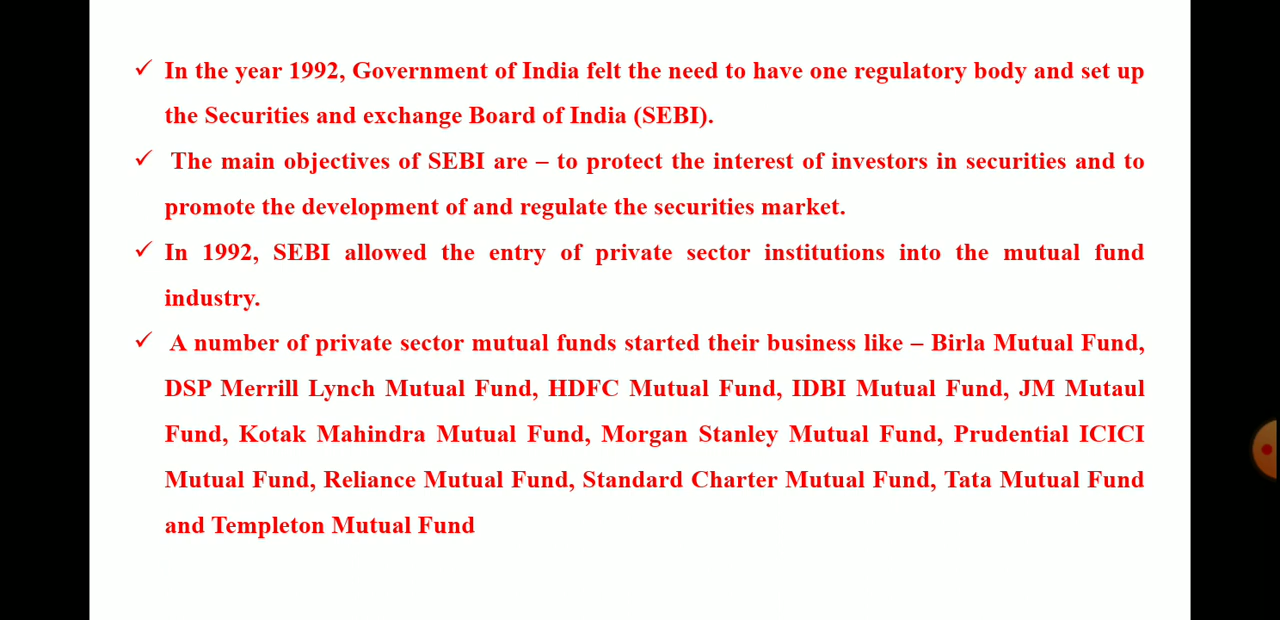 ✓ In the year 1992, Government of India felt the need to have one regulatory body and set up
the Securities and exchange Board of India (SEBI).
✓ The main objectives of SEBI are – to protect the interest of investors in securities and to
promote the development of and regulate the securities market.
✓ In 1992, SEBI allowed the entry of private sector institutions into the mutual fund
industry.
✓ A number of private sector mutual funds started their business like – Birla Mutual Fund,
DSP Merrill Lynch Mutual Fund, HDFC Mutual Fund, IDBI Mutual Fund, JM Mutaul
Fund, Kotak Mahindra Mutual Fund, Morgan Stanley Mutual Fund, Prudential ICICI
Mutual Fund, Reliance Mutual Fund, Standard Charter Mutual Fund, Tata Mutual Fund
and Templeton Mutual Fund